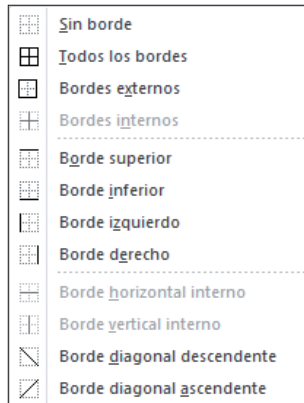 Sin borde
Todos los bordes
Bordes externos
Bordes internos
Borde superior
Borde inferior
Borde izquierdo
Borde derecho
Borde horizontal interno
Borde vertical interno
Borde diagonal descendente
Borde diagonal ascendente